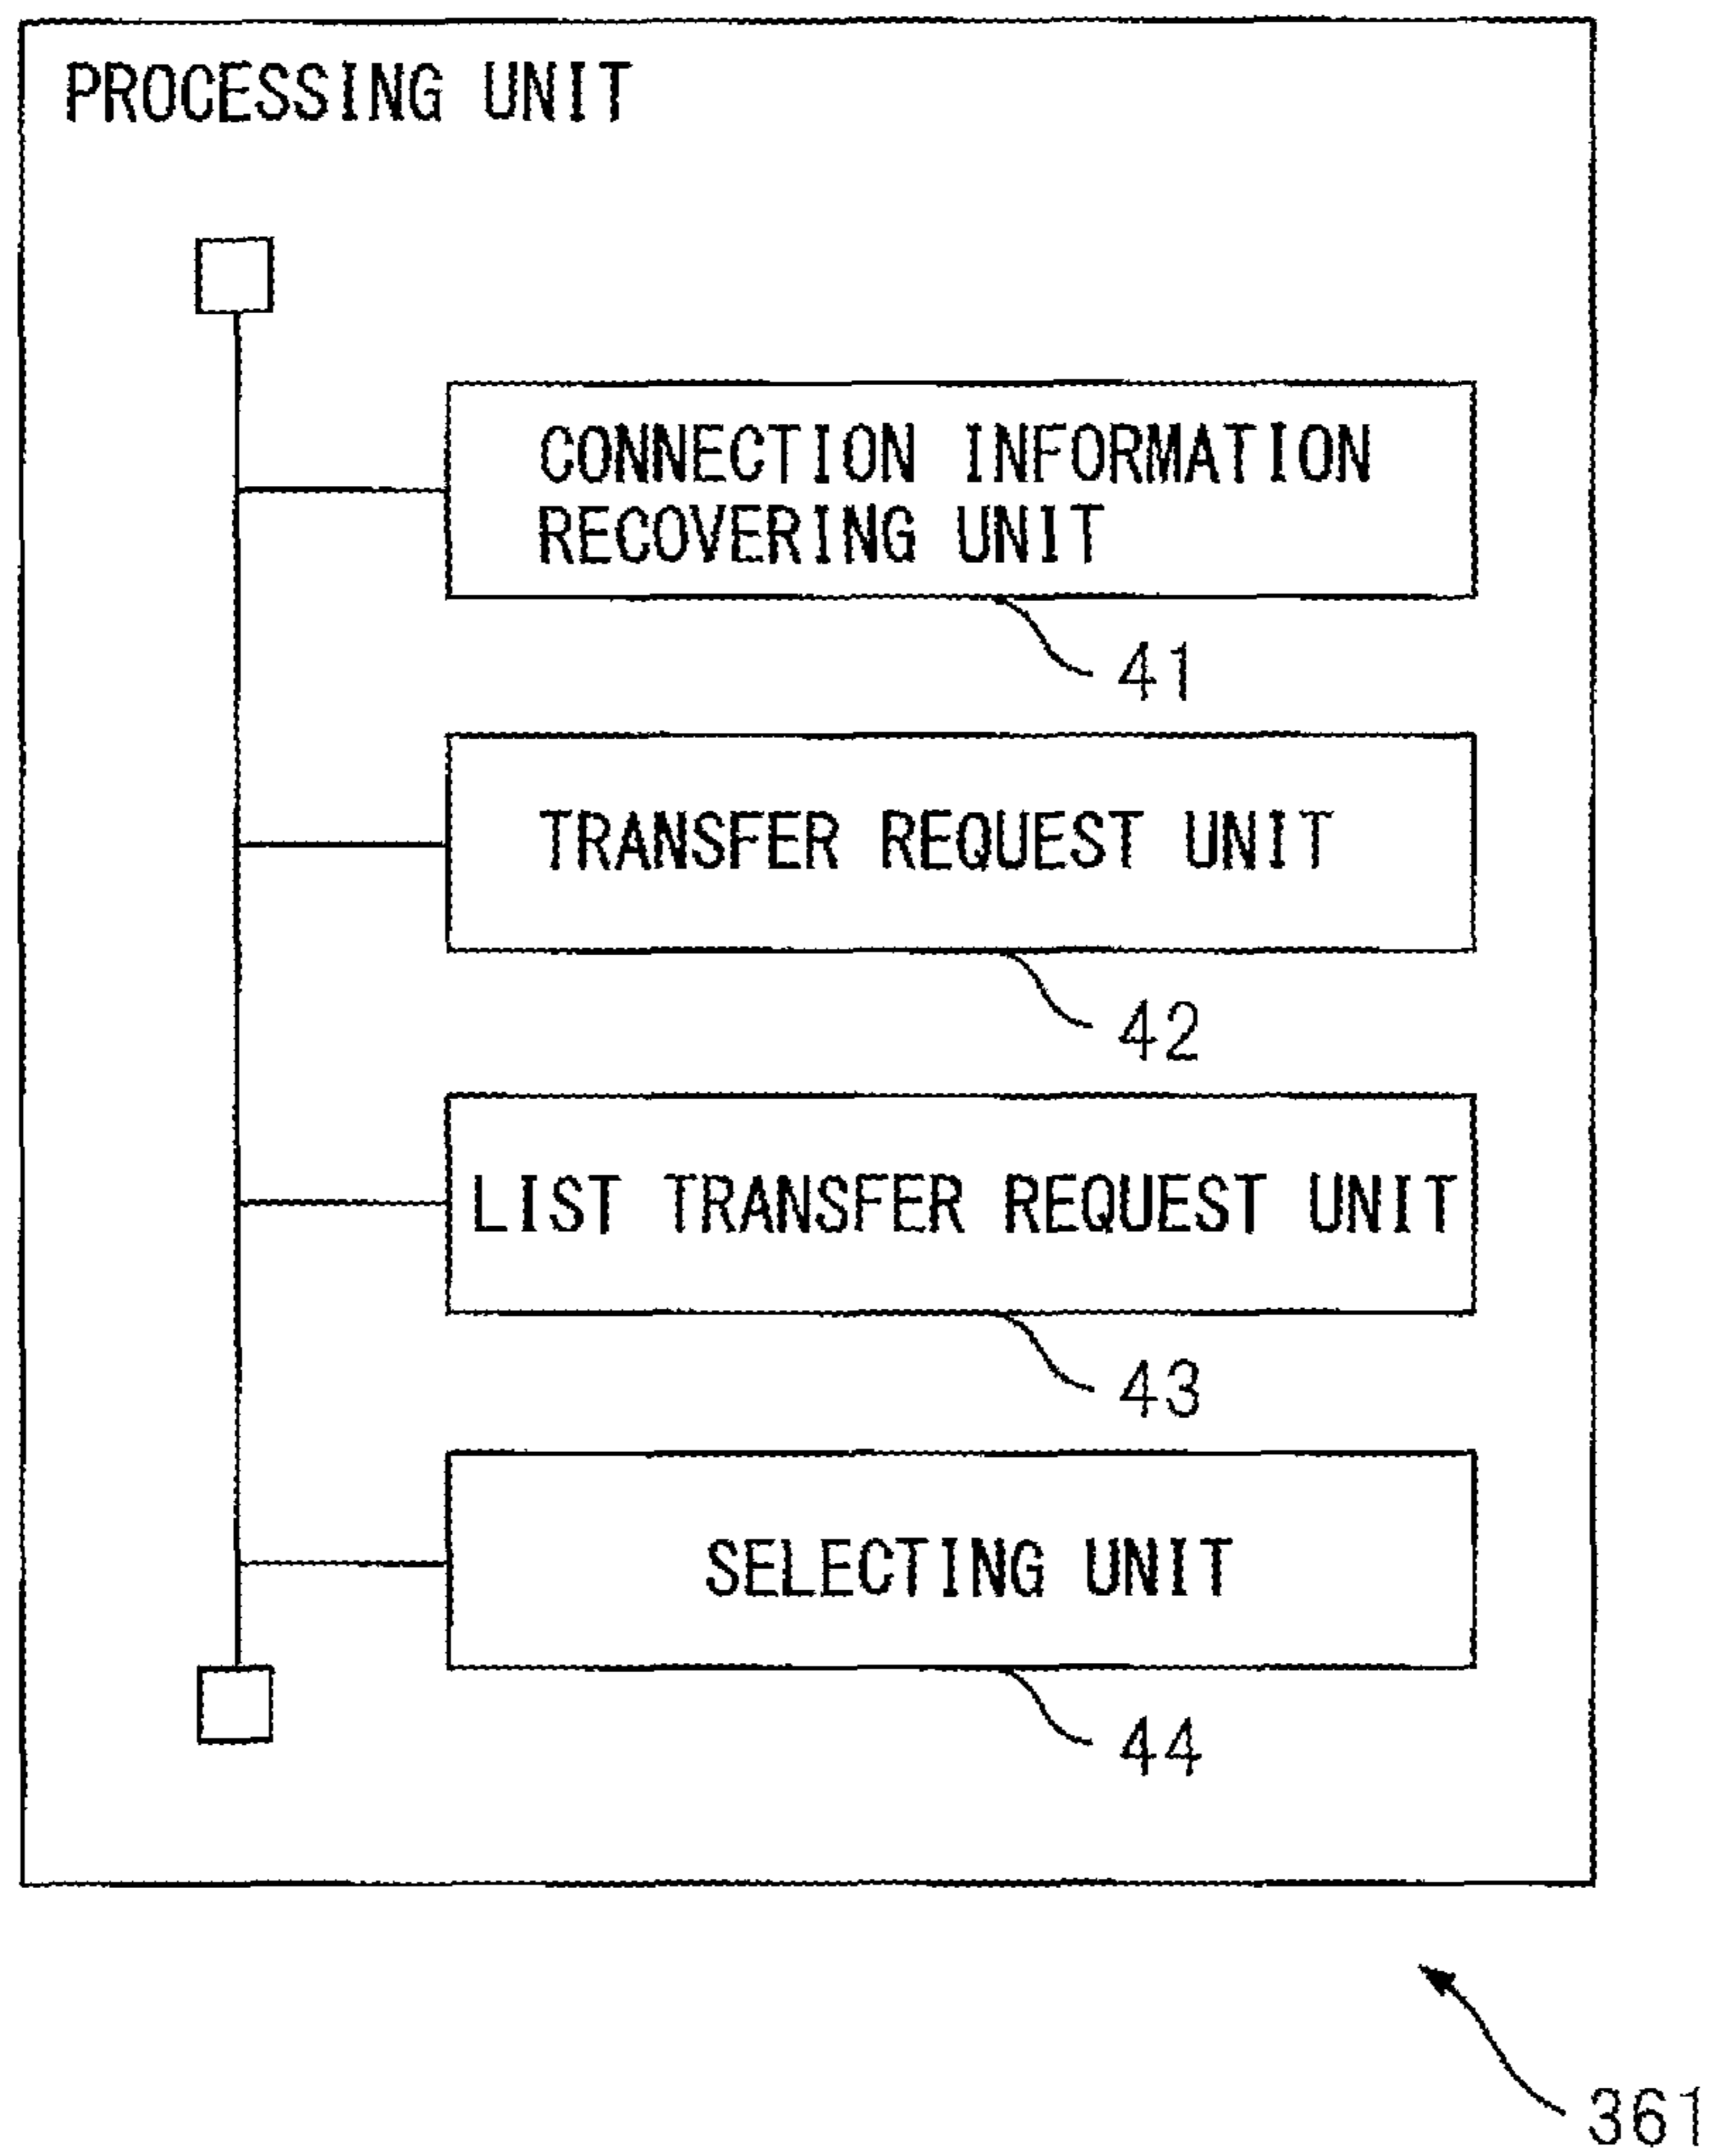 PROCESSING UNIT
CONNECTION INFORMATION
RECOVERING UNIT
41
TRANSFER REQUEST UNIT
42
LIST TRANSFER REQUEST UNIT
43
SELECTING UNIT
44
361